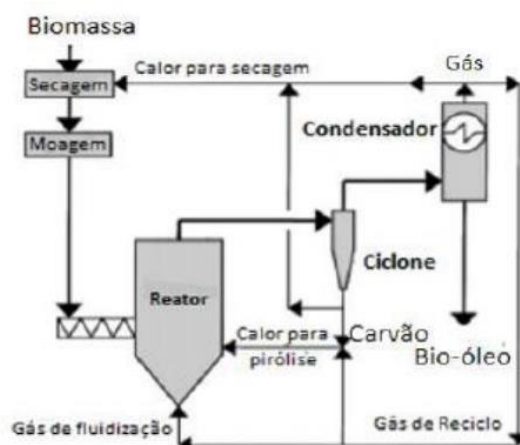 Biomassa
Secagem
Calor para secagem
Gás
Moagem
Condensador
Ciclone
Reator
Calor para
pirólise
Carvão
Bio-óleo
Gás de fluidização
Gás de Reciclo